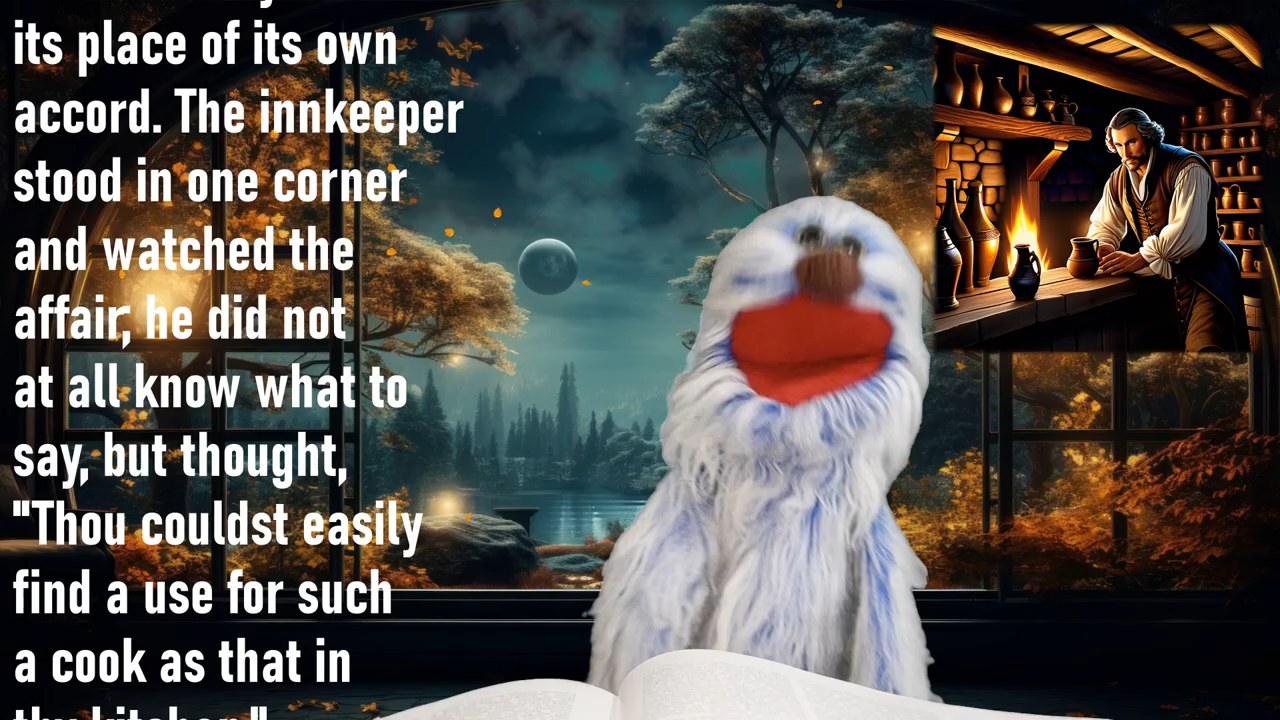 its place of its own
accord. The innkeeper
stood in one corner
and watched the
affair, he did not
at all know what to
say, but thought,
"Thou couldst easily
find a use for such
a cook as that in
thy kitchen."